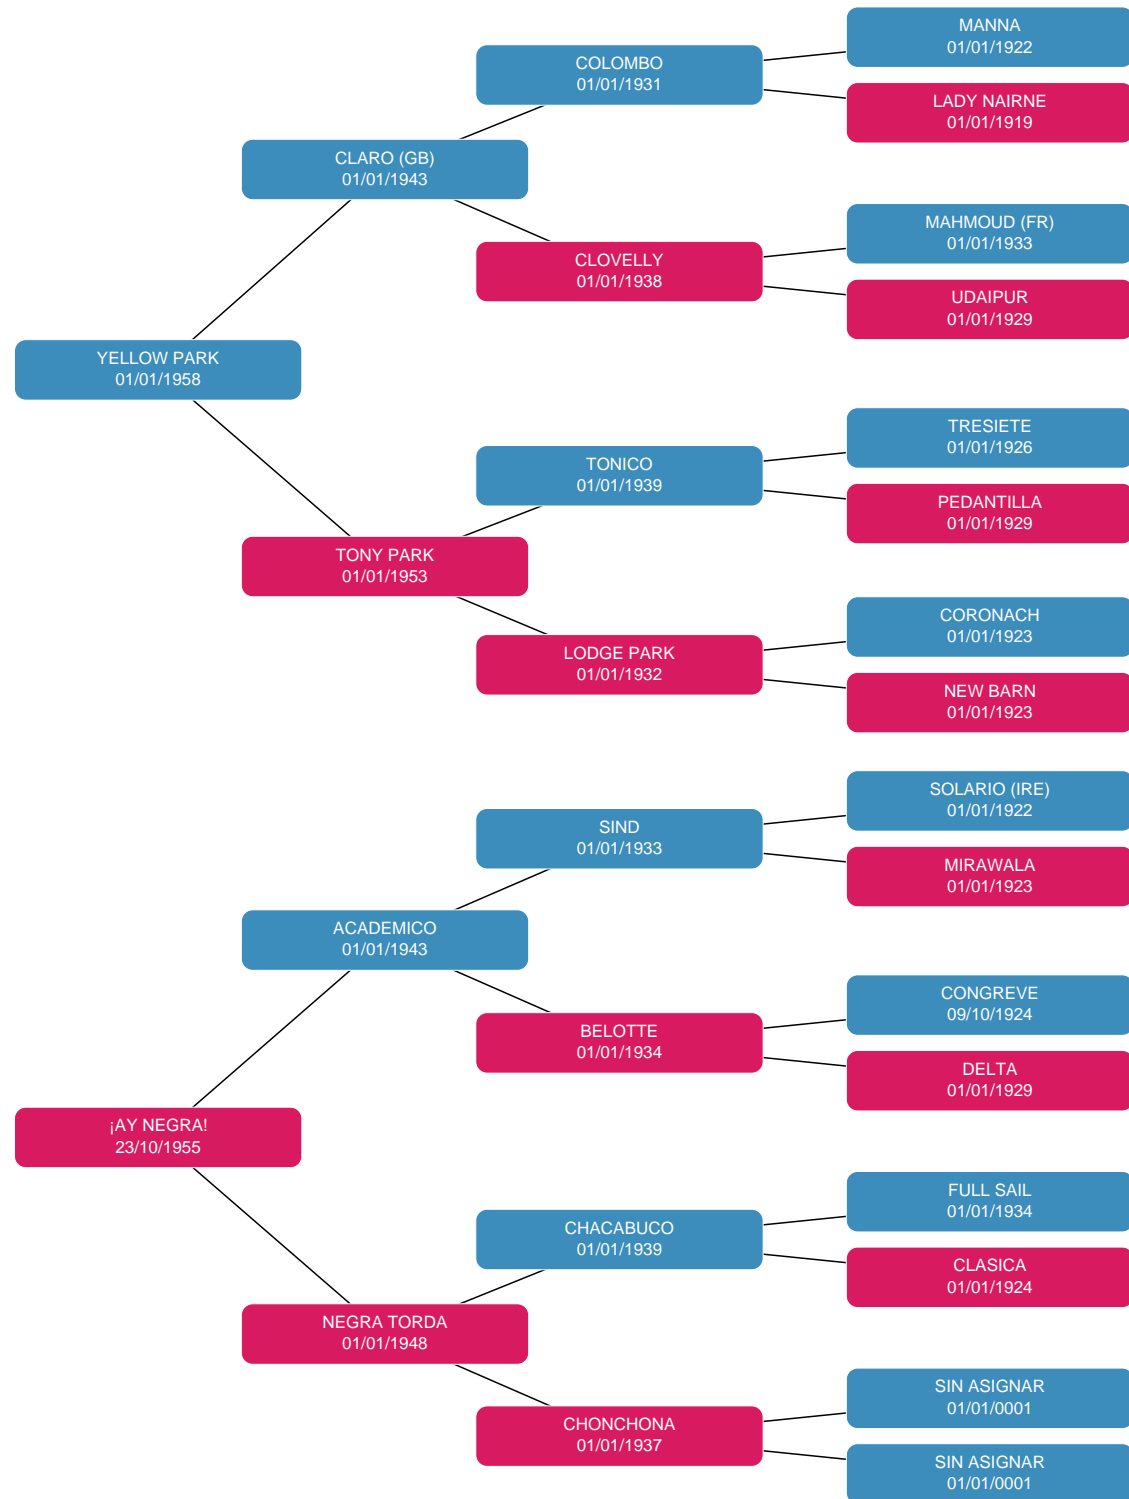 MANNA
01/01/1922
COLOMBO
01/01/1931
LADY NAIRNE
01/01/1919
CLARO (GB)
01/01/1943
MAHMOUD (FR)
01/01/1933
CLOVELLY
01/01/1938
UDAIPUR
01/01/1929
YELLOW PARK
01/01/1958
TRESIETE
01/01/1926
TONICO
01/01/1939
PEDANTILLA
01/01/1929
TONY PARK
01/01/1953
CORONACH
01/01/1923
LODGE PARK
01/01/1932
NEW BARN
01/01/1923
SOLARIO (IRE)
01/01/1922
SIND
01/01/1933
MIRAWALA
01/01/1923
ACADEMICO
01/01/1943
CONGREVE
09/10/1924
BELOTTE
01/01/1934
DELTA
01/01/1929
¡AY NEGRA!
23/10/1955
FULL SAIL
01/01/1934
CHACABUCO
01/01/1939
CLASICA
01/01/1924
NEGRA TORDA
01/01/1948
SIN ASIGNAR
01/01/0001
CHONCHONA
01/01/1937
SIN ASIGNAR
01/01/0001